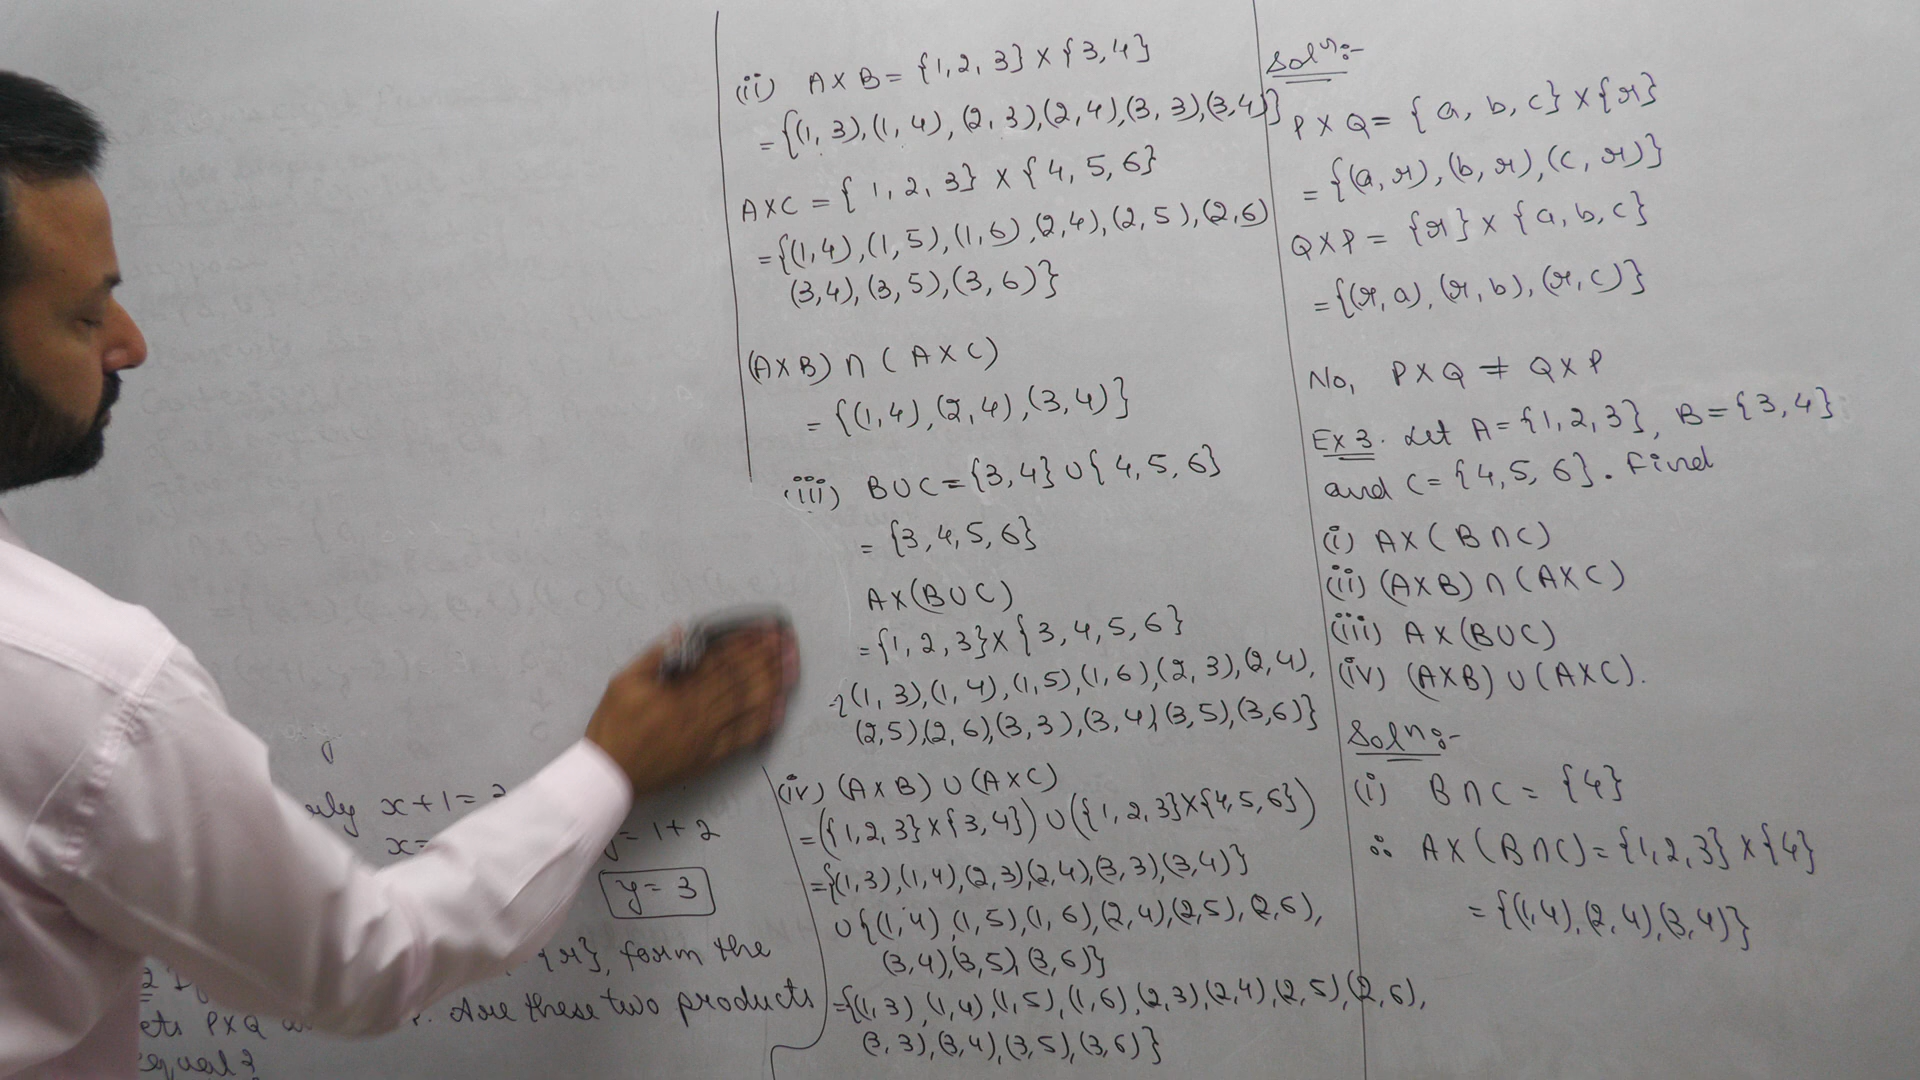 rly x+1=
x=
= 1+2
y = 3
{r}, form the
ets P×Q
P. Are these two products
equal?
(ii) A×B = {1, 2, 3} × {3, 4}
= {(1, 3), (1, 4), (2, 3), (2, 4), (3, 3), (3, 4)}
A×C = { 1, 2, 3} × { 4, 5, 6}
= {(1, 4), (1, 5), (1, 6), (2, 4), (2, 5), (2, 6)
(3, 4), (3, 5), (3, 6)}
(A×B) ∩ (A×C)
= {(1, 4), (2, 4), (3, 4)}
(iii) B∪C = {3, 4} ∪ { 4, 5, 6}
= {3, 4, 5, 6}
A×(B∪C)
= {1, 2, 3} × {3, 4, 5, 6}
{(1, 3), (1, 4), (1, 5), (1, 6), (2, 3), (2, 4),
(2, 5), (2, 6), (3, 3), (3, 4), (3, 5), (3, 6)}
(iv) (A×B) ∪ (A×C)
= ({1, 2, 3} × {3, 4}) ∪ ({1, 2, 3} × {4, 5, 6})
= {(1, 3), (1, 4), (2, 3), (2, 4), (3, 3), (3, 4)}
∪ {(1, 4), (1, 5), (1, 6), (2, 4), (2, 5), (2, 6),
(3, 4), (3, 5), (3, 6)}
= {(1, 3), (1, 4), (1, 5), (1, 6), (2, 3), (2, 4), (2, 5), (2, 6),
(3, 3), (3, 4), (3, 5), (3, 6)}
Solⁿ:-
P×Q = { a, b, c} × {r}
= {(a, r), (b, r), (c, r)}
Q×P = {r} × {a, b, c}
= {(r, a), (r, b), (r, c)}
No, P×Q ≠ Q×P
Ex 3. Let A = {1, 2, 3}, B = {3, 4}
and C = {4, 5, 6}. Find
(i) A×(B∩C)
(ii) (A×B) ∩ (A×C)
(iii) A×(B∪C)
(iv) (A×B) ∪ (A×C).
Solⁿ:-
(i) B∩C = {4}
∴ A×(B∩C) = {1, 2, 3} × {4}
= {(1, 4), (2, 4), (3, 4)}